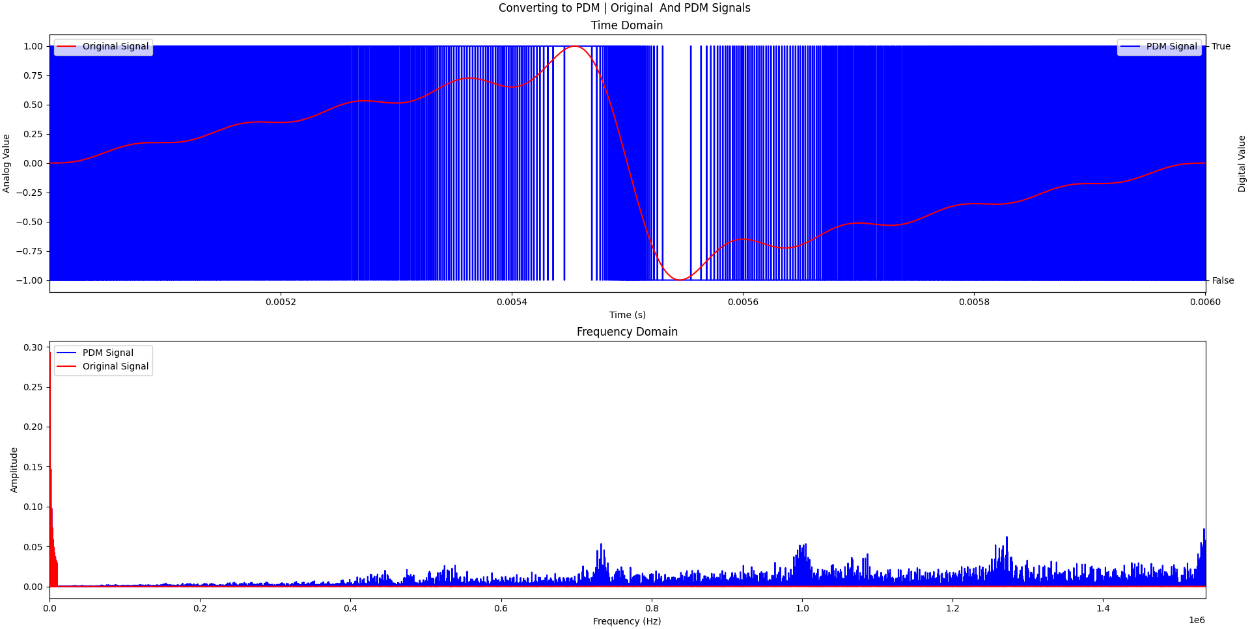 Converting to PDM | Original  And PDM Signals
Time Domain
1.00
0.75
0.50
0.25
0.00
−0.25
−0.50
−0.75
−1.00
Analog Value
Original Signal
PDM Signal
True
False
Digital Value
0.0052
0.0054
0.0056
0.0058
0.0060
Time (s)
Frequency Domain
0.30
0.25
0.20
0.15
0.10
0.05
0.00
Amplitude
PDM Signal
Original Signal
0.0
0.2
0.4
0.6
0.8
1.0
1.2
1.4
1e6
Frequency (Hz)